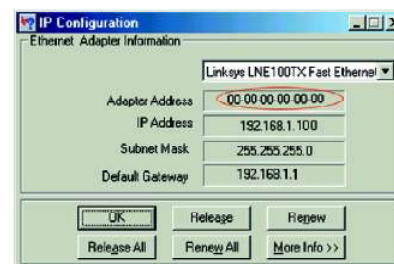 IP Configuration
Ethernet Adapter Information
Linksys LNE100TX Fast Ethernet
Adapter Address 00-00-00-00-00-00
IP Address 192.168.1.100
Subnet Mask 255.255.255.0
Default Gateway 192.168.1.1
OK Release Renew
Release All Renew All More Info >>